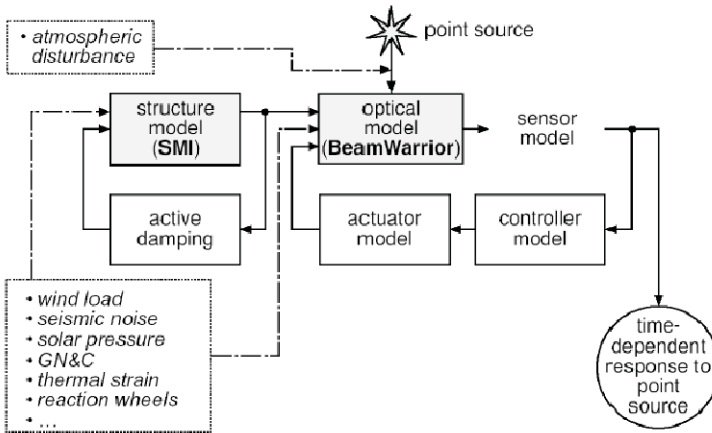 • atmospheric
disturbance
point source
structure
model
(SMI)
optical
model
(BeamWarrior)
sensor
model
active
damping
actuator
model
controller
model
• wind load
• seismic noise
• solar pressure
• GN&C
• thermal strain
• reaction wheels
• ...
time-
dependent
response to
point
source